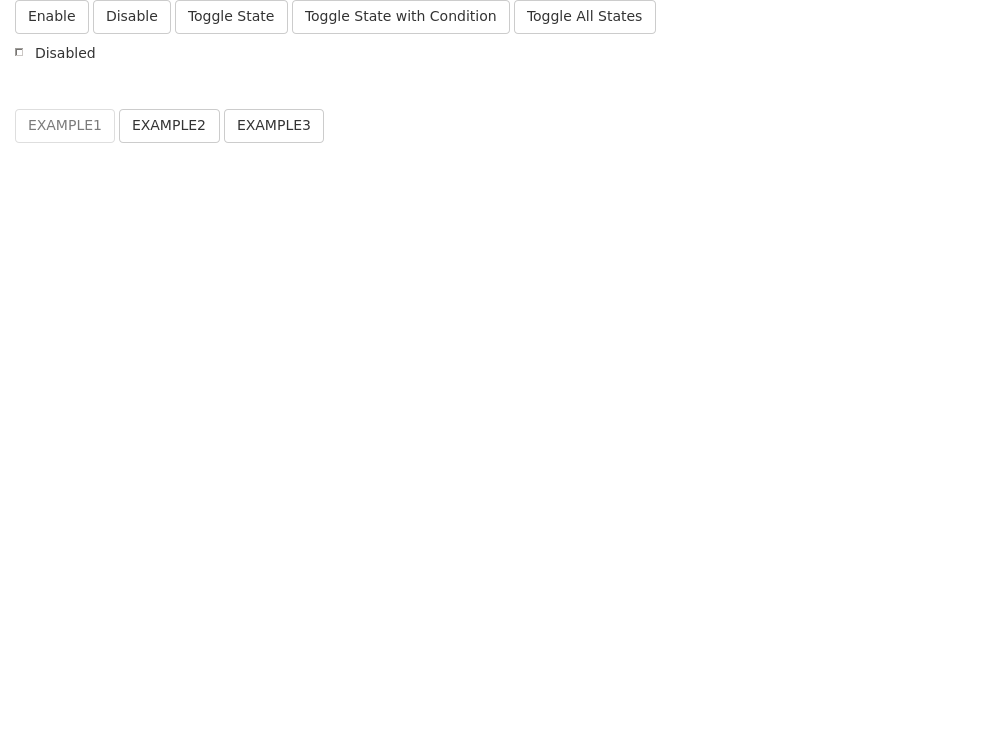 Enable Disable Toggle State Toggle State with Condition Toggle All States
Disabled
EXAMPLE1 EXAMPLE2 EXAMPLE3